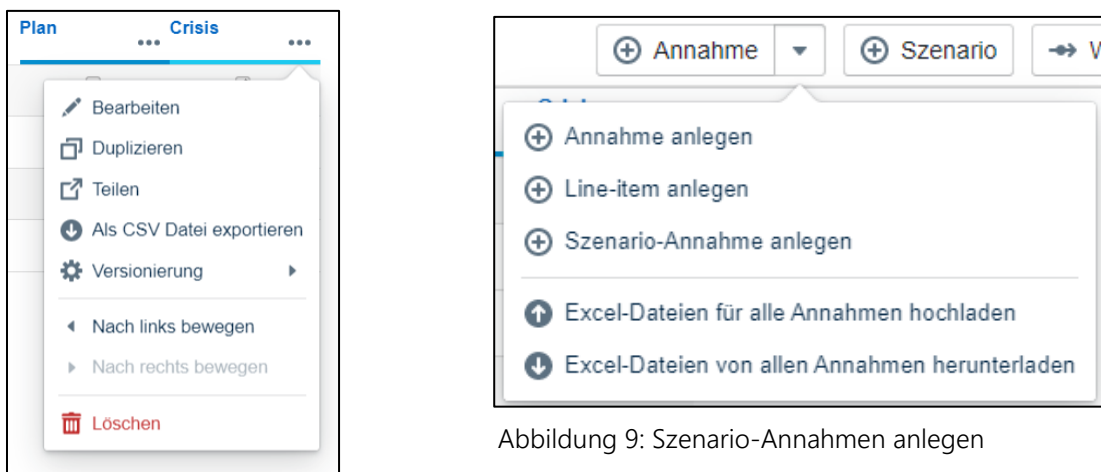 Plan
Crisis
Bearbeiten
Duplizieren
Teilen
Als CSV Datei exportieren
Versionierung
Nach links bewegen
Nach rechts bewegen
Löschen
Annahme
Szenario
Annahme anlegen
Line-item anlegen
Szenario-Annahme anlegen
Excel-Dateien für alle Annahmen hochladen
Excel-Dateien von allen Annahmen herunterladen
Abbildung 9: Szenario-Annahmen anlegen